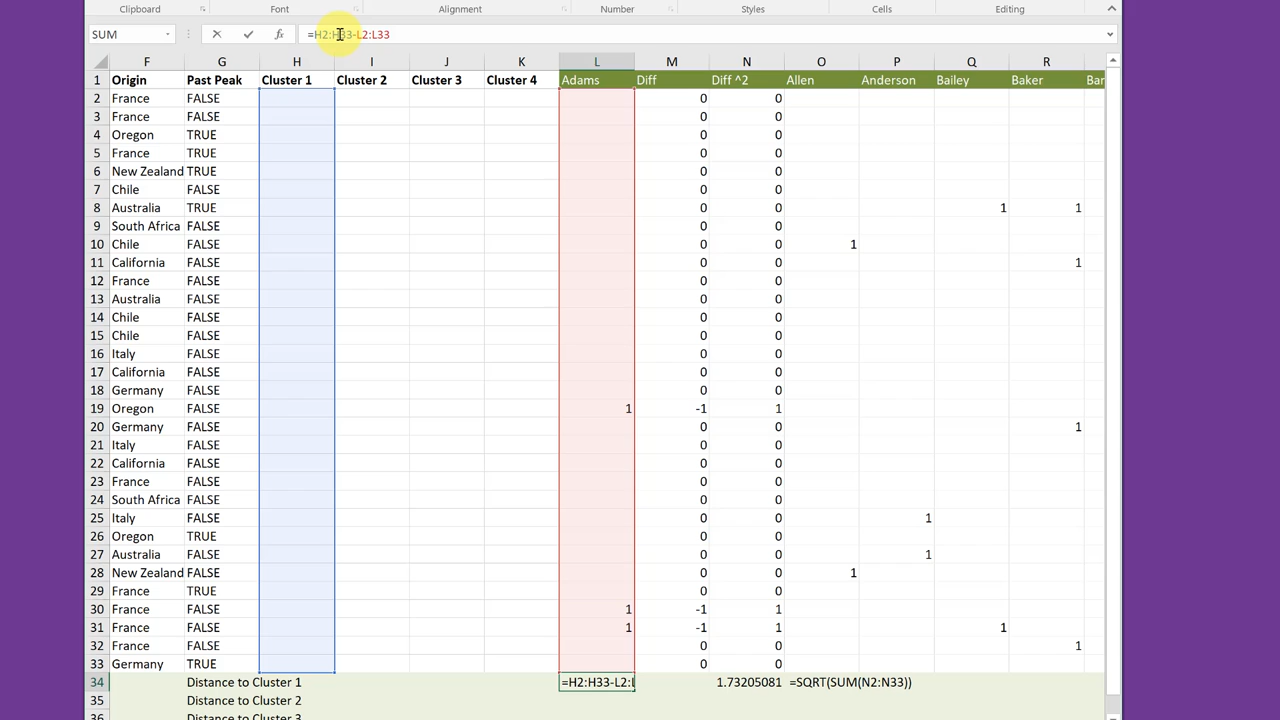 Clipboard Font Alignment Number Styles Cells Editing
SUM fx =H2:H33-L2:L33
F G H I J K L M N O P Q R
1 Origin Past Peak Cluster 1 Cluster 2 Cluster 3 Cluster 4 Adams Diff Diff ^2 Allen Anderson Bailey Baker Bar
2 France FALSE 0 0
3 France FALSE 0 0
4 Oregon TRUE 0 0
5 France TRUE 0 0
6 New Zealand TRUE 0 0
7 Chile FALSE 0 0
8 Australia TRUE 0 0 1 1
9 South Africa FALSE 0 0
10 Chile FALSE 0 0 1
11 California FALSE 0 0 1
12 France FALSE 0 0
13 Australia FALSE 0 0
14 Chile FALSE 0 0
15 Chile FALSE 0 0
16 Italy FALSE 0 0
17 California FALSE 0 0
18 Germany FALSE 0 0
19 Oregon FALSE 1 -1 1
20 Germany FALSE 0 0 1
21 Italy FALSE 0 0
22 California FALSE 0 0
23 France FALSE 0 0
24 South Africa FALSE 0 0
25 Italy FALSE 0 0 1
26 Oregon TRUE 0 0
27 Australia FALSE 0 0 1
28 New Zealand FALSE 0 0 1
29 France TRUE 0 0
30 France FALSE 1 -1 1
31 France FALSE 1 -1 1 1
32 France FALSE 0 0 1
33 Germany TRUE 0 0
34 Distance to Cluster 1 =H2:H33-L2:L 1.73205081 =SQRT(SUM(N2:N33))
35 Distance to Cluster 2
36 Distance to Cluster 3